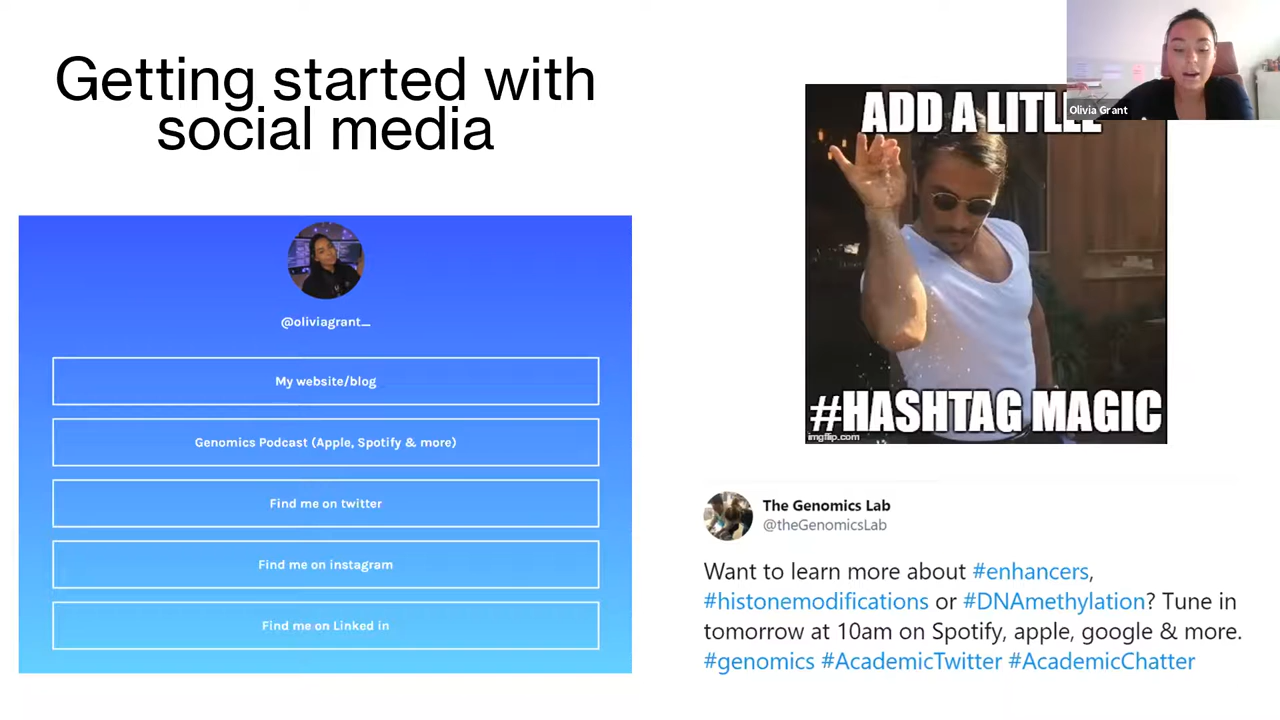 Getting started with
social media
@oliviagrant_
My website/blog
Genomics Podcast (Apple, Spotify & more)
Find me on twitter
Find me on instagram
Find me on Linked in
Olivia Grant
ADD A LITLEE
#HASHTAG MAGIC
imgflip.com
The Genomics Lab
@theGenomicsLab
Want to learn more about #enhancers,
#histonemodifications or #DNAmethylation? Tune in
tomorrow at 10am on Spotify, apple, google & more.
#genomics #AcademicTwitter #AcademicChatter